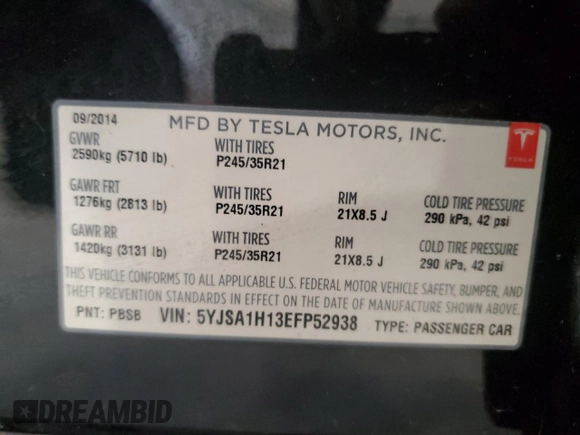 09/2014 MFD BY TESLA MOTORS, INC.
GVWR WITH TIRES
2590kg (5710 lb) P245/35R21
TESLA
GAWR FRT WITH TIRES RIM COLD TIRE PRESSURE
1276kg (2813 lb) P245/35R21 21X8.5 J 290 kPa, 42 psi
GAWR RR WITH TIRES RIM COLD TIRE PRESSURE
1420kg (3131 lb) P245/35R21 21X8.5 J 290 kPa, 42 psi
THIS VEHICLE CONFORMS TO ALL APPLICABLE U.S. FEDERAL MOTOR VEHICLE SAFETY, BUMPER, AND
THEFT PREVENTION STANDARDS IN EFFECT ON THE DATE OF MANUFACTURE SHOWN ABOVE.
PNT: PBSB VIN: 5YJSA1H13EFP52938 TYPE: PASSENGER CAR
DREAMBID